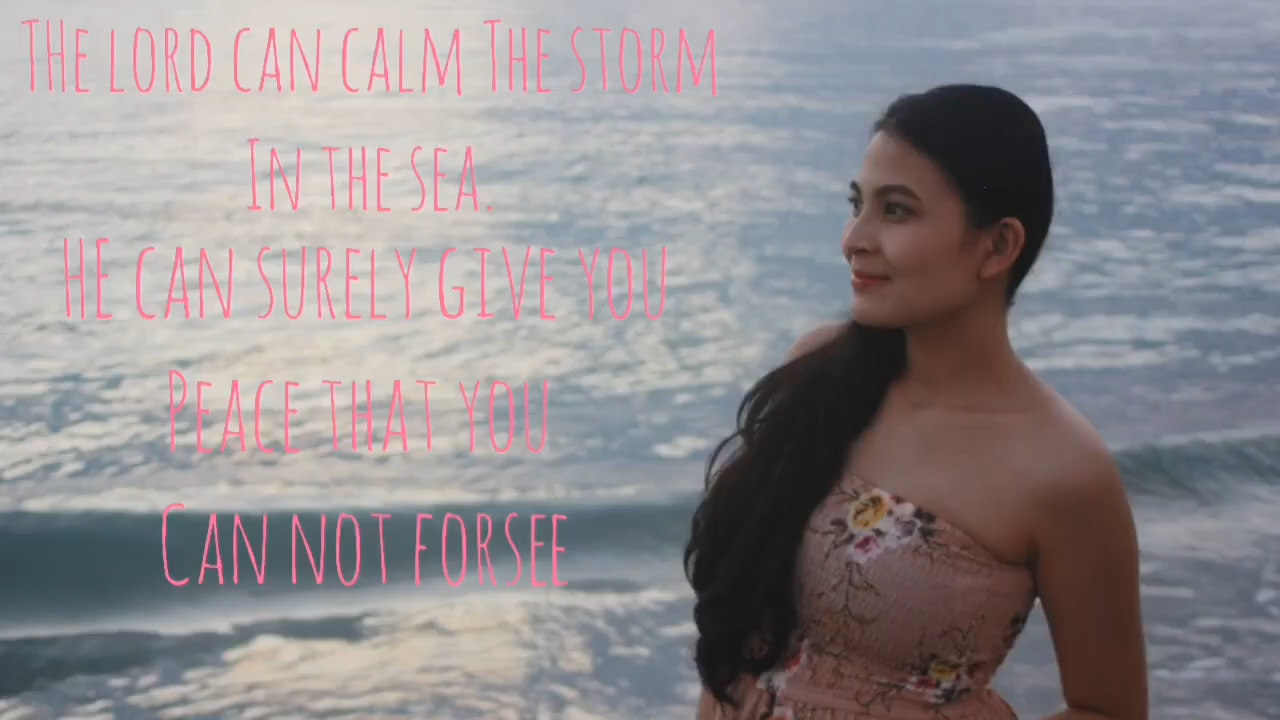 THE LORD CAN CALM THE STORM
IN THE SEA.
HE CAN SURELY GIVE YOU
PEACE THAT YOU
CAN NOT FORSEE